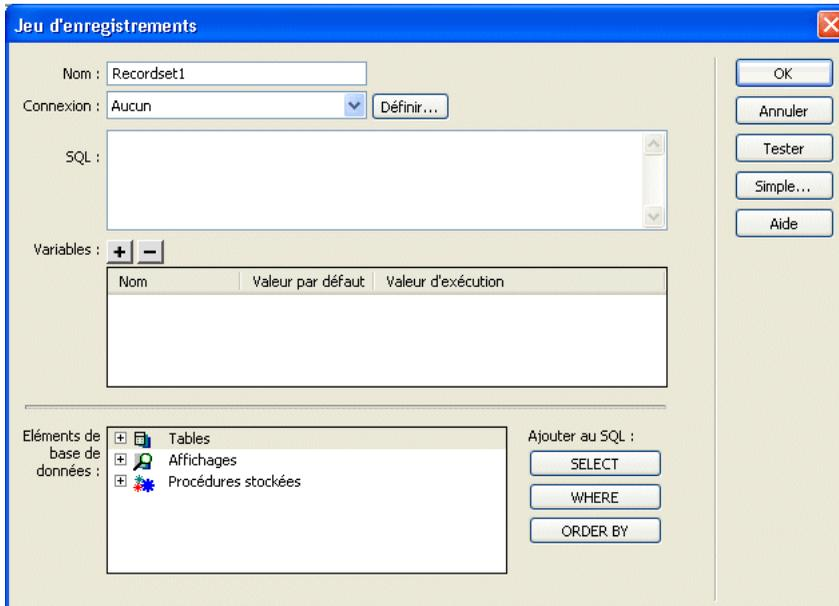 Jeu d'enregistrements
Nom : Recordset1
Connexion : Aucun Définir...
SQL :
Variables : + −
Nom Valeur par défaut Valeur d'exécution
Eléments de base de données :
Tables
Affichages
Procédures stockées
Ajouter au SQL :
SELECT
WHERE
ORDER BY
OK
Annuler
Tester
Simple...
Aide